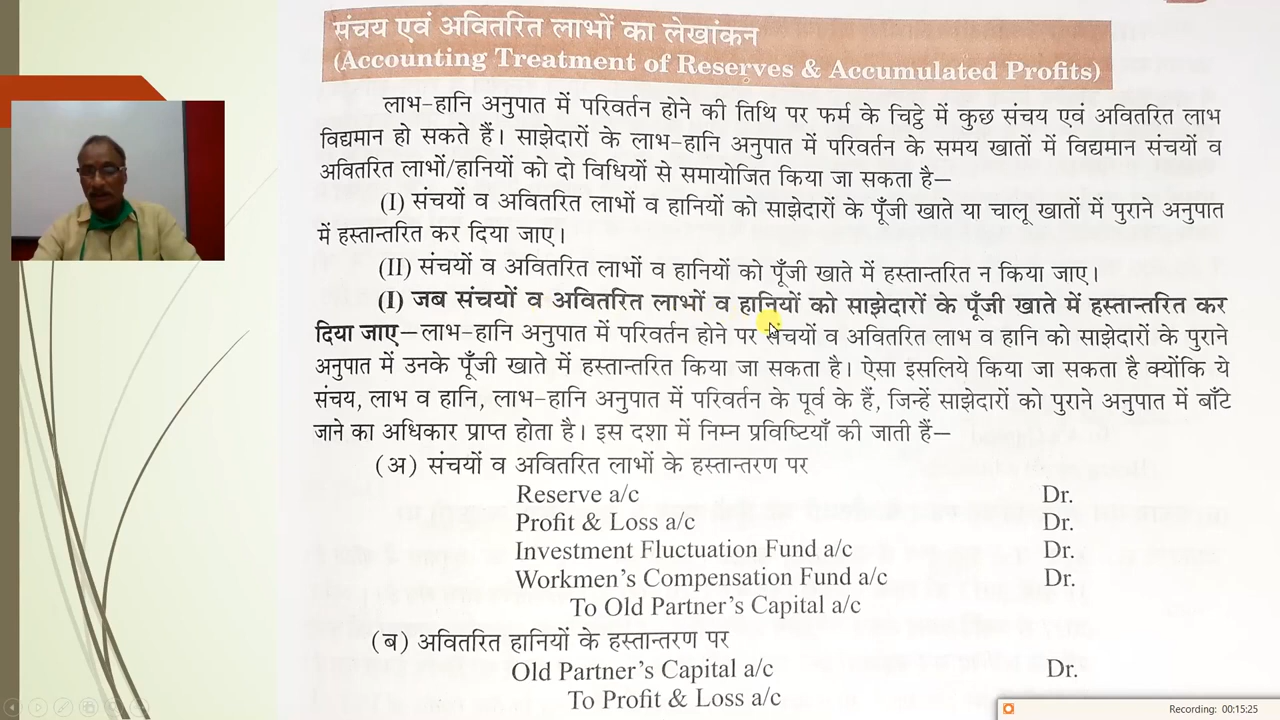 संचय एवं अवितरित लाभों का लेखांकन
(Accounting Treatment of Reserves & Accumulated Profits)
लाभ-हानि अनुपात में परिवर्तन होने की तिथि पर फर्म के चिट्ठे में कुछ संचय एवं अवितरित लाभ
विद्यमान हो सकते हैं। साझेदारों के लाभ-हानि अनुपात में परिवर्तन के समय खातों में विद्यमान संचयों व
अवितरित लाभों/हानियों को दो विधियों से समायोजित किया जा सकता है—
(I) संचयों व अवितरित लाभों व हानियों को साझेदारों के पूँजी खाते या चालू खातों में पुराने अनुपात
में हस्तान्तरित कर दिया जाए।
(II) संचयों व अवितरित लाभों व हानियों को पूँजी खाते में हस्तान्तरित न किया जाए।
(I) जब संचयों व अवितरित लाभों व हानियों को साझेदारों के पूँजी खाते में हस्तान्तरित कर
दिया जाए—लाभ-हानि अनुपात में परिवर्तन होने पर संचयों व अवितरित लाभ व हानि को साझेदारों के पुराने
अनुपात में उनके पूँजी खाते में हस्तान्तरित किया जा सकता है। ऐसा इसलिये किया जा सकता है क्योंकि ये
संचय, लाभ व हानि, लाभ-हानि अनुपात में परिवर्तन के पूर्व के हैं, जिन्हें साझेदारों को पुराने अनुपात में बाँटे
जाने का अधिकार प्राप्त होता है। इस दशा में निम्न प्रविष्टियाँ की जाती हैं—
(अ) संचयों व अवितरित लाभों के हस्तान्तरण पर
Reserve a/c Dr.
Profit & Loss a/c Dr.
Investment Fluctuation Fund a/c Dr.
Workmen's Compensation Fund a/c Dr.
To Old Partner's Capital a/c
(ब) अवितरित हानियों के हस्तान्तरण पर
Old Partner's Capital a/c Dr.
To Profit & Loss a/c
Recording: 00:15:25